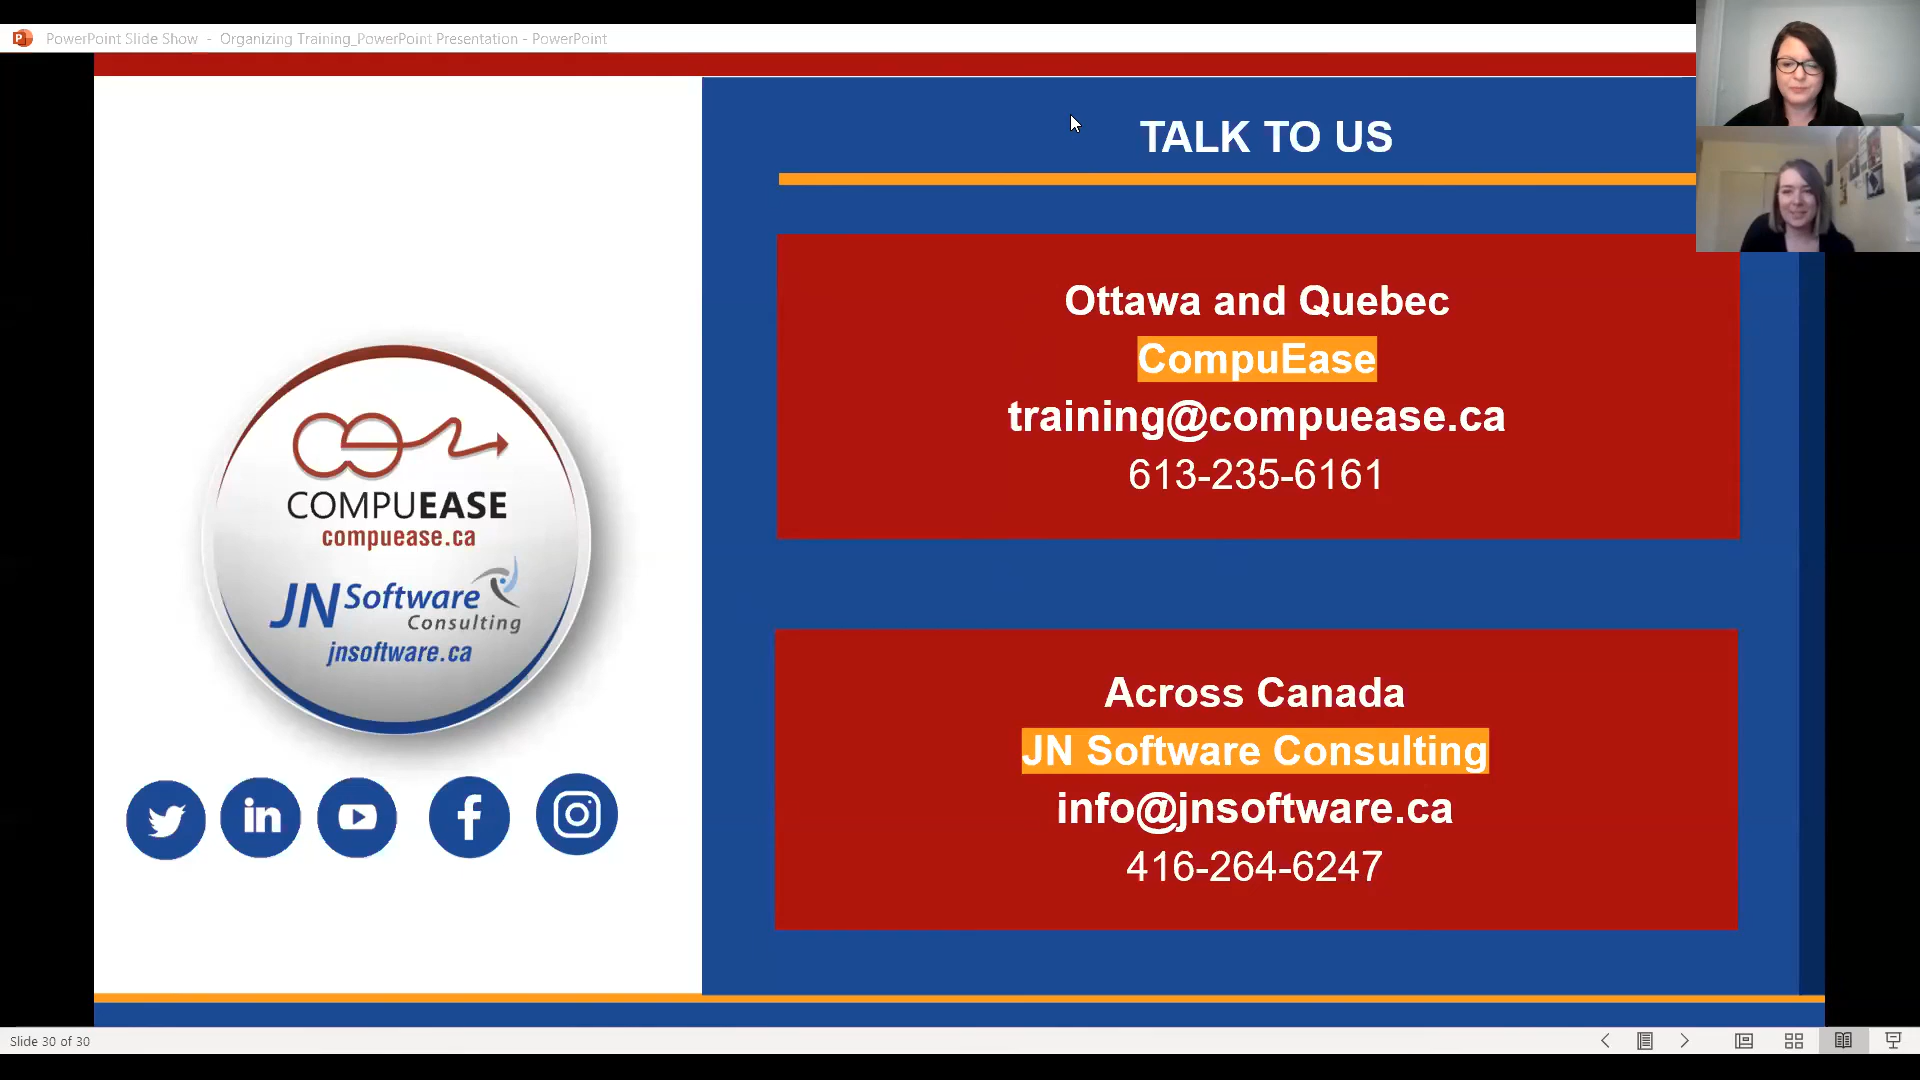 PowerPoint Slide Show - Organizing Training_PowerPoint Presentation - PowerPoint
TALK TO US
Ottawa and Quebec
CompuEase
training@compuease.ca
613-235-6161
COMPUEASE
compuease.ca
JN Software
Consulting
jnsoftware.ca
Across Canada
JN Software Consulting
info@jnsoftware.ca
416-264-6247
Slide 30 of 30